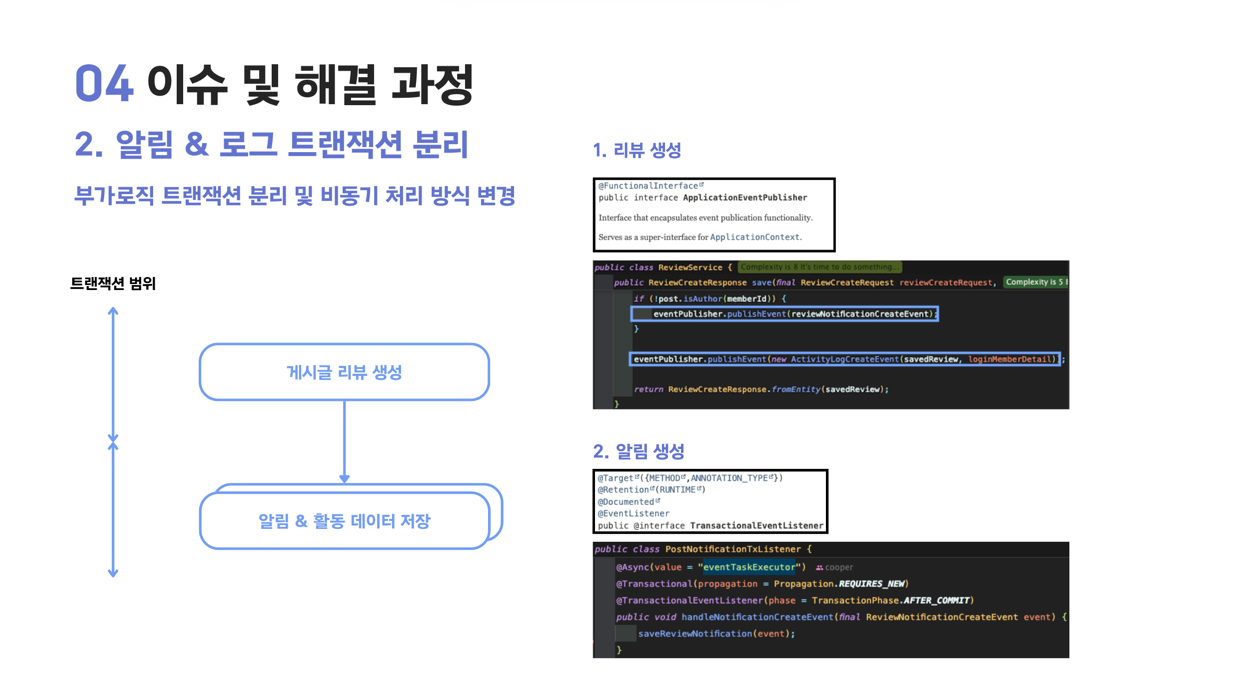 04 이슈 및 해결 과정
2. 알림 & 로그 트랜잭션 분리
부가로직 트랜잭션 분리 및 비동기 처리 방식 변경
트랜잭션 범위
게시글 리뷰 생성
알림 & 활동 데이터 저장
1. 리뷰 생성
@FunctionalInterface
public interface ApplicationEventPublisher
Interface that encapsulates event publication functionality.
Serves as a super-interface for ApplicationContext.
public class ReviewService { Complexity is 8 It's time to do something...
public ReviewCreateResponse save(final ReviewCreateRequest reviewCreateRequest, Complexity is 5
if (!post.isAuthor(memberId)) {
eventPublisher.publishEvent(reviewNotificationCreateEvent);
}
eventPublisher.publishEvent(new ActivityLogCreateEvent(savedReview, loginMemberDetail));
return ReviewCreateResponse.fromEntity(savedReview);
}
2. 알림 생성
@Target({METHOD,ANNOTATION_TYPE})
@Retention(RUNTIME)
@Documented
@EventListener
public @interface TransactionalEventListener
public class PostNotificationTxListener {
@Async(value = "eventTaskExecutor") cooper
@Transactional(propagation = Propagation.REQUIRES_NEW)
@TransactionalEventListener(phase = TransactionPhase.AFTER_COMMIT)
public void handleNotificationCreateEvent(final ReviewNotificationCreateEvent event) {
saveReviewNotification(event);
}